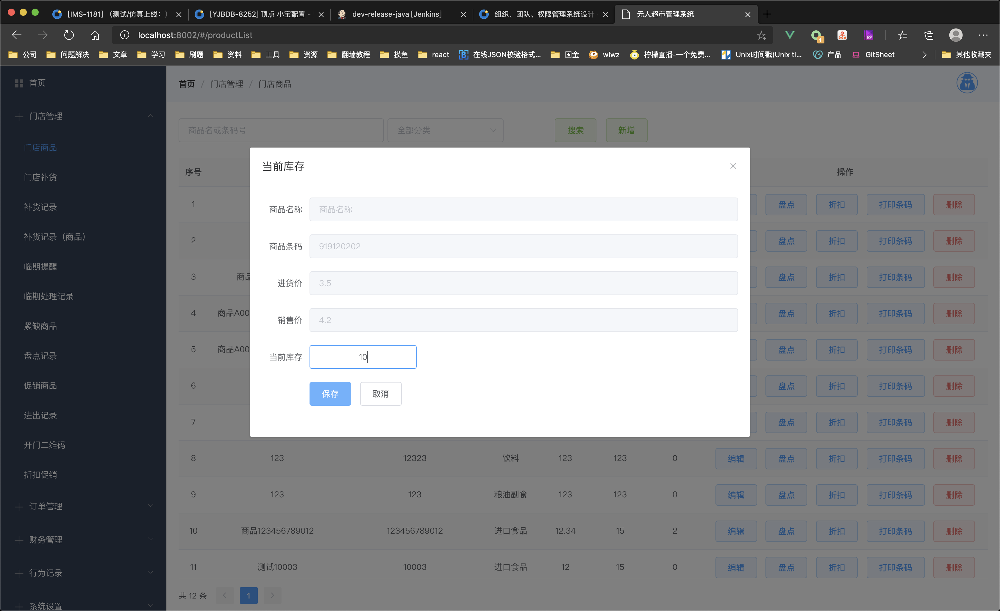 [IMS-1181] （测试/仿真上线：）
[YJBDB-8252] 顶点 小宝配置 -
dev-release-java [Jenkins]
组织、团队、权限管理系统设计
无人超市管理系统
localhost:8002/#/productList
1
RP
公司
问题解决
文章
学习
刷题
资料
工具
资源
翻墙教程
摸鱼
react
在线JSON校验格式...
国金
wlwz
柠檬直播-一个免费...
Unix时间戳(Unix ti...
产品
GitSheet
其他收藏夹
首页
门店管理
门店商品
门店补货
补货记录
补货记录（商品）
临期提醒
临期处理记录
紧缺商品
盘点记录
促销商品
进出记录
开门二维码
折扣促销
订单管理
财务管理
行为记录
系统设置
首页 / 门店管理 / 门店商品
商品名或条码号
全部分类
搜索
新增
序号 操作
1 盘点 折扣 打印条码 删除
2 盘点 折扣 打印条码 删除
3 商品 盘点 折扣 打印条码 删除
4 商品A00 盘点 折扣 打印条码 删除
5 商品A00 盘点 折扣 打印条码 删除
6 盘点 折扣 打印条码 删除
7 盘点 折扣 打印条码 删除
8 123 12323 饮料 123 123 0 编辑 盘点 折扣 打印条码 删除
9 123 123 粮油副食 123 123 0 编辑 盘点 折扣 打印条码 删除
10 商品123456789012 123456789012 进口食品 12.34 15 2 编辑 盘点 折扣 打印条码 删除
11 测试10003 10003 进口食品 12 15 0 编辑 盘点 折扣 打印条码 删除
共 12 条 1
当前库存
商品名称 商品名称
商品条码 919120202
进货价 3.5
销售价 4.2
当前库存 10
保存 取消